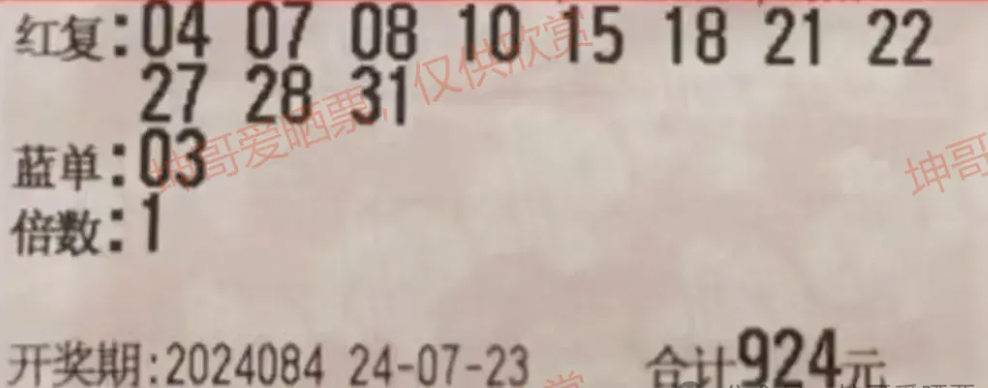 红复:04 07 08 10 15 18 21 22
27 28 31
蓝单:03
倍数:1
坤哥爱晒票,仅供欣赏
坤哥
开奖期:2024084 24-07-23
合计924元
赏